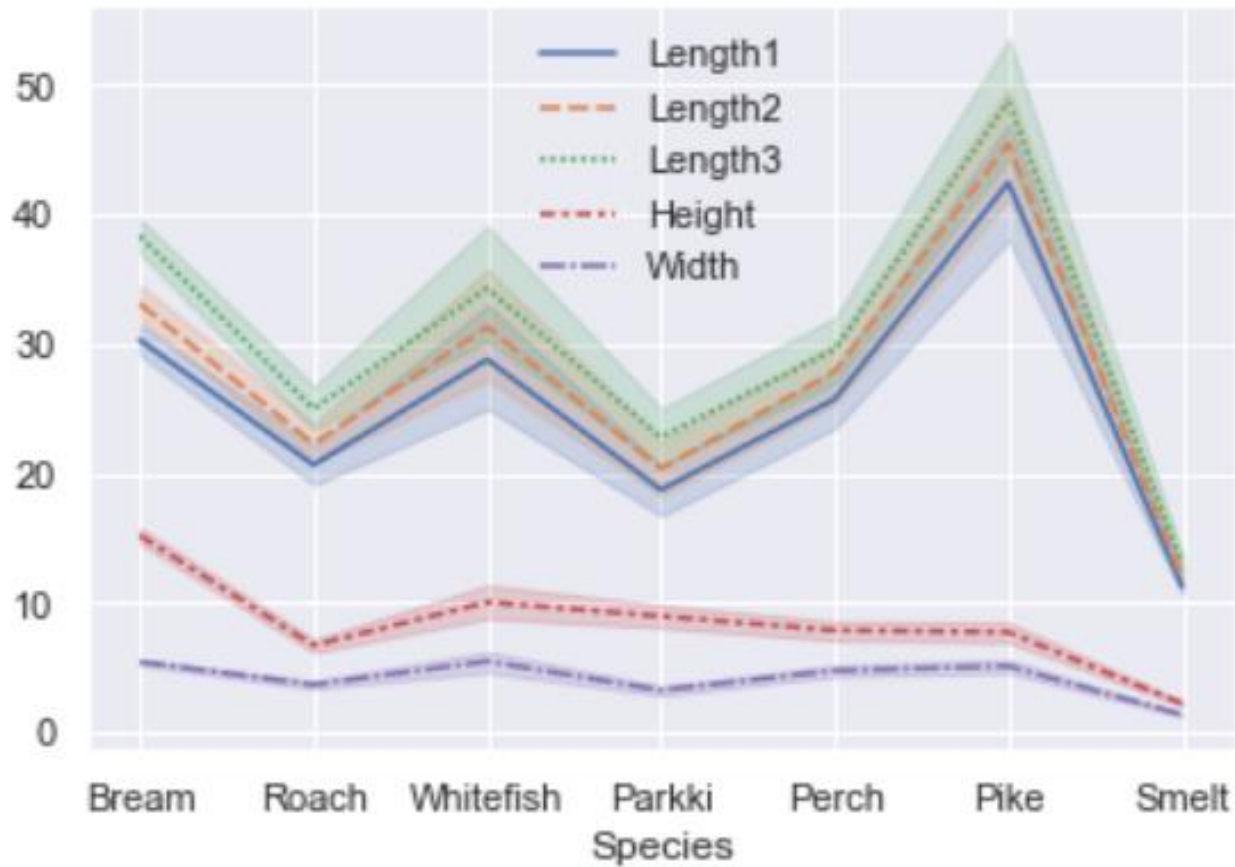 Length1
Length2
Length3
Height
Width
50
40
30
20
10
0
Bream Roach Whitefish Parkki Perch Pike Smelt
Species